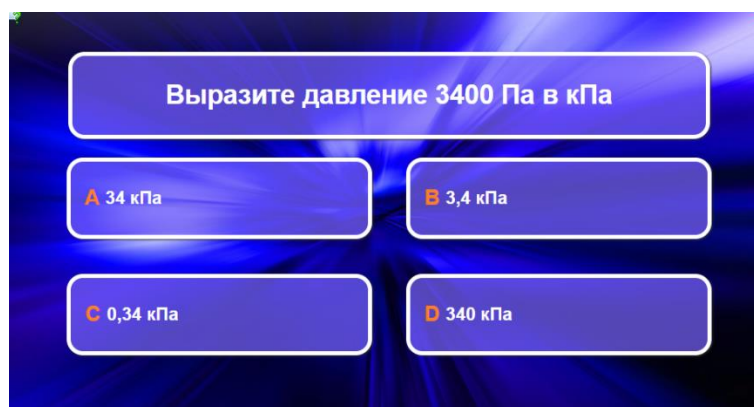 Выразите давление 3400 Па в кПа
A 34 кПа
B 3,4 кПа
C 0,34 кПа
D 340 кПа